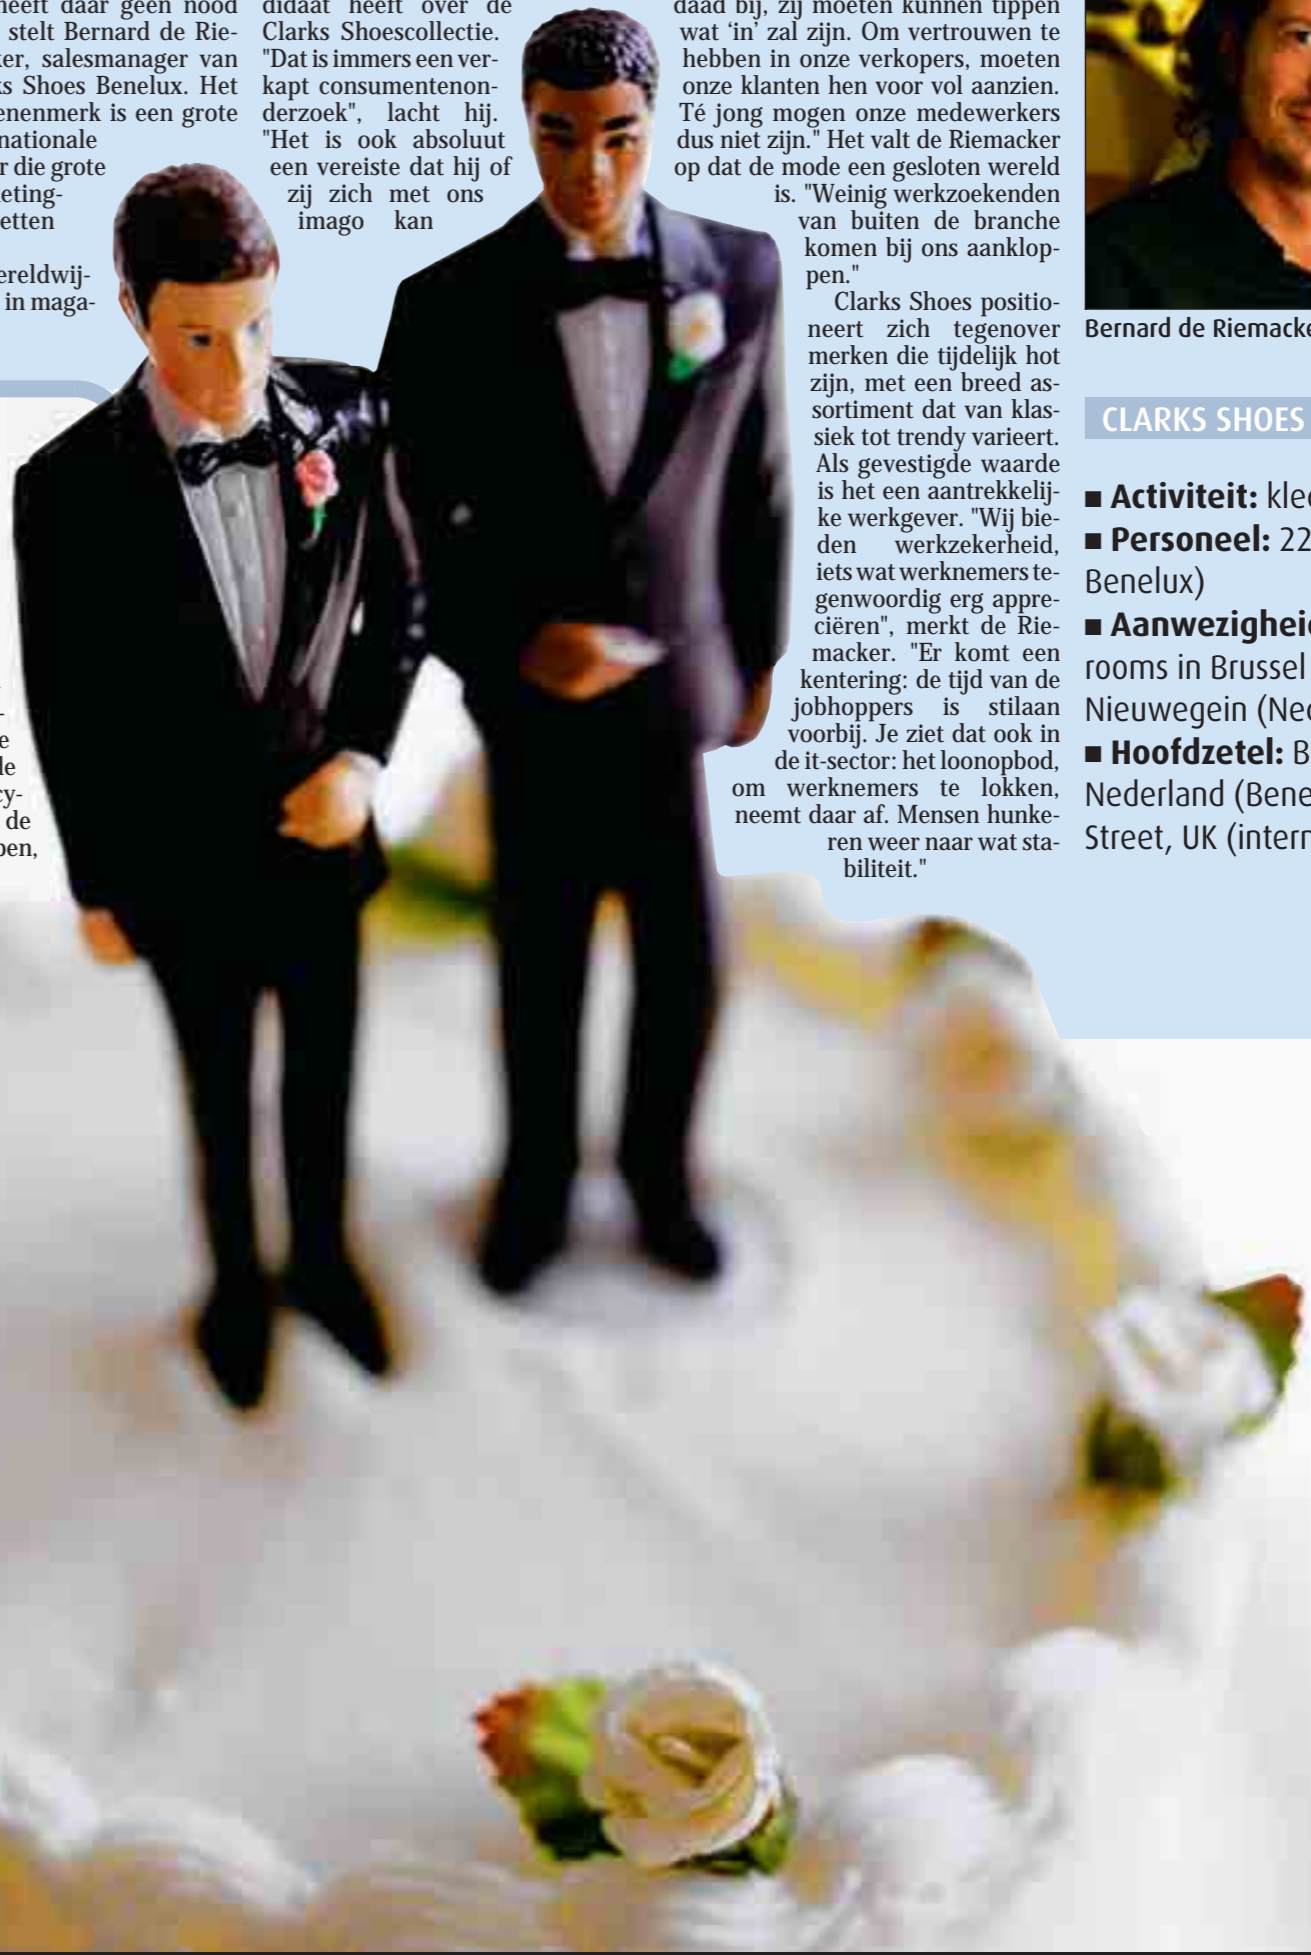 heeft daar geen nood
stelt Bernard de Rie-
ker, salesmanager van
ks Shoes Benelux. Het
enenmerk is een grote
nationale
r die grote
keting-
etten
ereldwij-
in maga-
e
le
cy-
de
pen,
didaat heeft over de
Clarks Shoescollectie.
"Dat is immers een ver-
kapt consumentenon-
derzoek", lacht hij.
"Het is ook absoluut
een vereiste dat hij of
zij zich met ons
imago kan
daad bij, zij moeten kunnen tippen
wat 'in' zal zijn. Om vertrouwen te
hebben in onze verkopers, moeten
onze klanten hen voor vol aanzien.
Té jong mogen onze medewerkers
dus niet zijn." Het valt de Riemacker
op dat de mode een gesloten wereld
is. "Weinig werkzoekenden
van buiten de branche
komen bij ons aanklop-
pen."
Clarks Shoes positio-
neert zich tegenover
merken die tijdelijk hot
zijn, met een breed as-
sortiment dat van klas-
siek tot trendy varieert.
Als gevestigde waarde
is het een aantrekkelij-
ke werkgever. "Wij bie-
den werkzekerheid,
iets wat werknemers te-
genwoordig erg appre-
ciëren", merkt de Rie-
macker. "Er komt een
kentering: de tijd van de
jobhoppers is stilaan
voorbij. Je ziet dat ook in
de it-sector: het loonopbod,
om werknemers te lokken,
neemt daar af. Mensen hunke-
ren weer naar wat sta-
biliteit."
Bernard de Riemacke
CLARKS SHOES
■ Activiteit: klee
■ Personeel: 22
Benelux)
■ Aanwezigheid
rooms in Brussel
Nieuwegein (Ned
■ Hoofdzetel: B
Nederland (Bene
Street, UK (intern